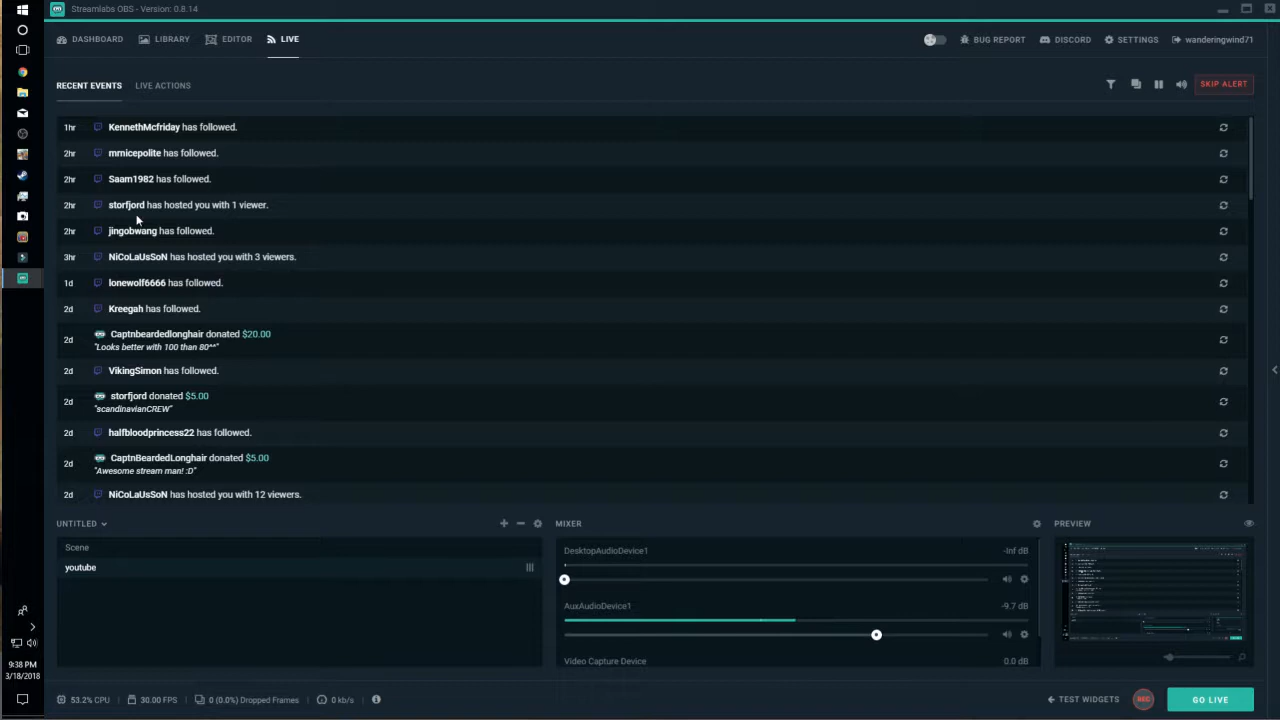 Streamlabs OBS - Version: 0.8.14
DASHBOARD LIBRARY EDITOR LIVE BUG REPORT DISCORD SETTINGS wanderingwind71
RECENT EVENTS LIVE ACTIONS SKIP ALERT
1hr KennethMcfriday has followed.
2hr mrnicepolite has followed.
2hr Saam1982 has followed.
2hr storfjord has hosted you with 1 viewer.
2hr jingobwang has followed.
3hr NiCoLaUsSoN has hosted you with 3 viewers.
1d lonewolf6666 has followed.
2d Kreegah has followed.
2d Captnbeardedlonghair donated $20.00
"Looks better with 100 than 80^^"
2d VikingSimon has followed.
2d storfjord donated $5.00
"scandinavianCREW"
2d halfbloodprincess22 has followed.
2d CaptnBeardedLonghair donated $5.00
"Awesome stream man! :D"
2d NiCoLaUsSoN has hosted you with 12 viewers.
UNTITLED MIXER PREVIEW
Scene
youtube
DesktopAudioDevice1 -Inf dB
AuxAudioDevice1 -9.7 dB
Video Capture Device 0.0 dB
9:38 PM
3/18/2018
53.2% CPU 30.00 FPS 0 (0.0%) Dropped Frames 0 kb/s TEST WIDGETS REC GO LIVE